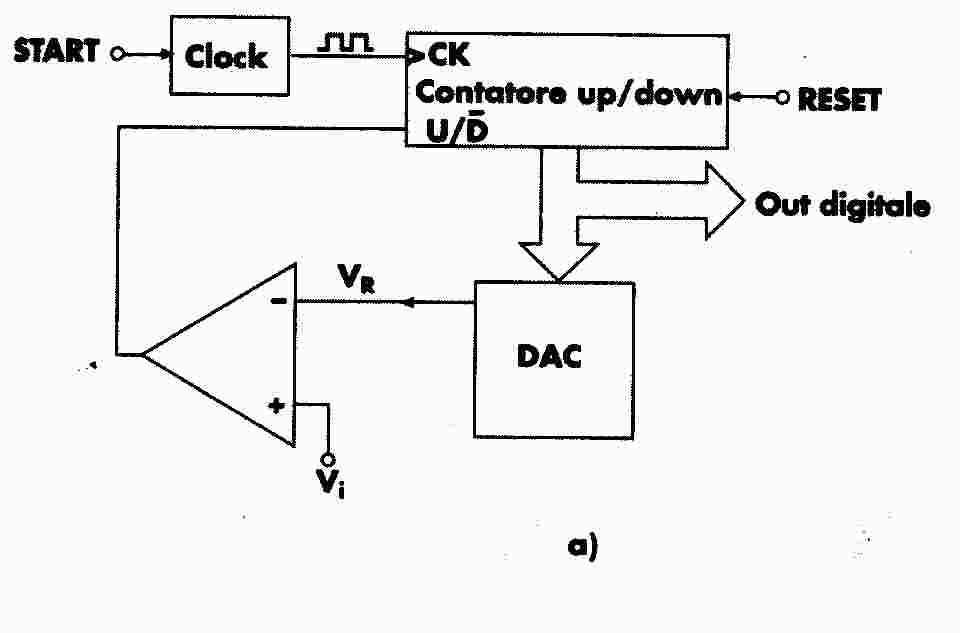 START
Clock
CK
Contatore up/down
RESET
U/D̅
Out digitale
V_R
−
DAC
+
V_i
a)